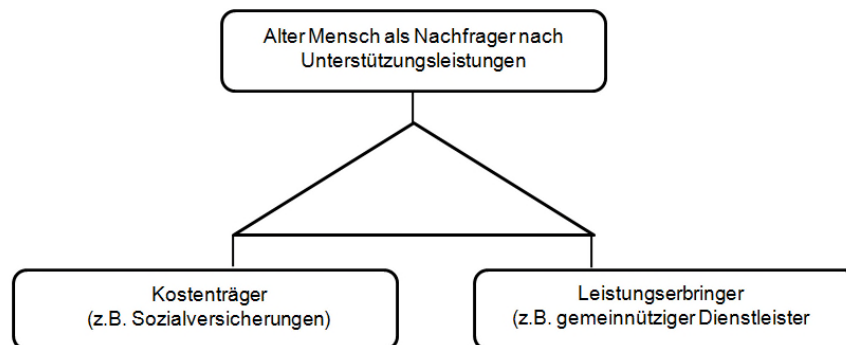 Alter Mensch als Nachfrager nach
Unterstützungsleistungen
Kostenträger
(z.B. Sozialversicherungen)
Leistungserbringer
(z.B. gemeinnütziger Dienstleister